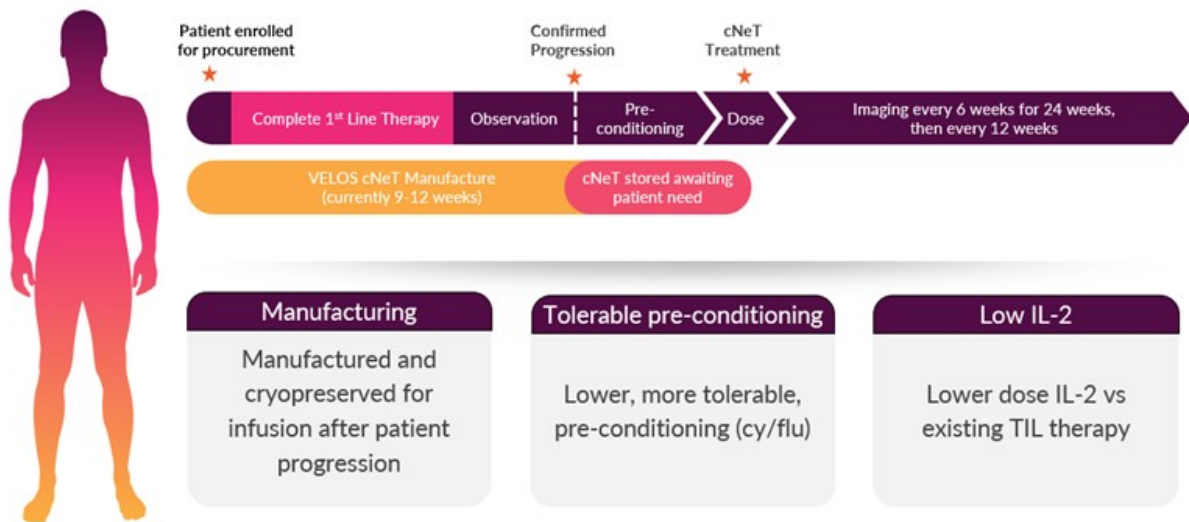 Patient enrolled
for procurement
Confirmed
Progression
cNeT
Treatment
Complete 1st Line Therapy
Observation
Pre-
conditioning
Dose
Imaging every 6 weeks for 24 weeks,
then every 12 weeks
VELOS cNeT Manufacture
(currently 9-12 weeks)
cNeT stored awaiting
patient need
Manufacturing
Manufactured and
cryopreserved for
infusion after patient
progression
Tolerable pre-conditioning
Lower, more tolerable,
pre-conditioning (cy/flu)
Low IL-2
Lower dose IL-2 vs
existing TIL therapy